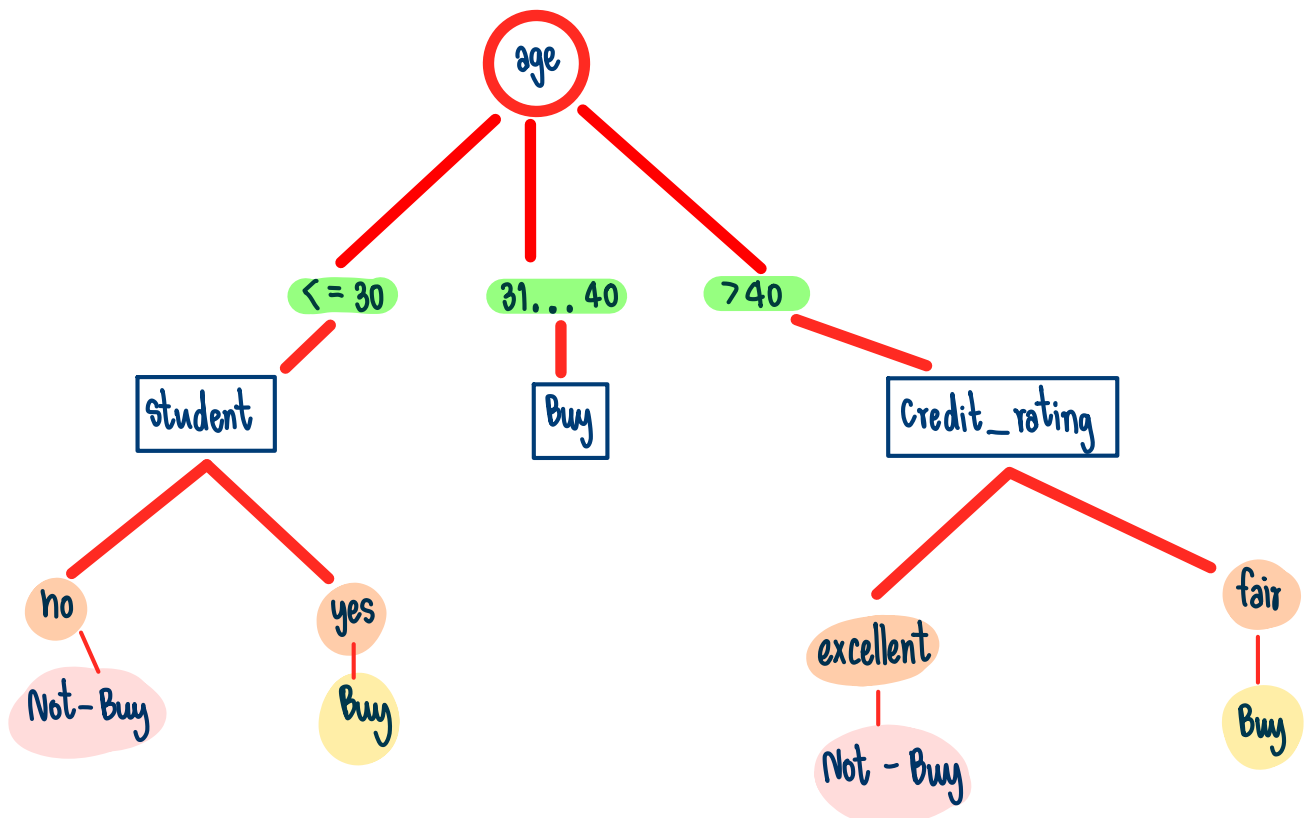 age
<= 30
31... 40
>40
student
Buy
Credit_rating
no
yes
excellent
fair
Not-Buy
Buy
Not - Buy
Buy